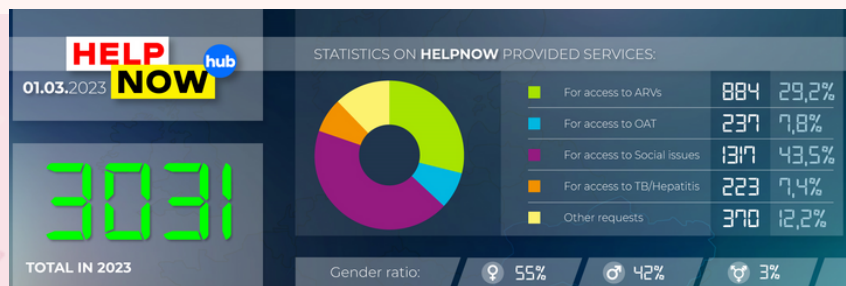 HELP
NOW
hub
01.03.2023
3031
TOTAL IN 2023
STATISTICS ON HELPNOW PROVIDED SERVICES:
For access to ARVs 884 29,2%
For access to OAT 237 7,8%
For access to Social issues 1317 43,5%
For access to TB/Hepatitis 223 7,4%
Other requests 370 12,2%
Gender ratio: 55% 42% 3%